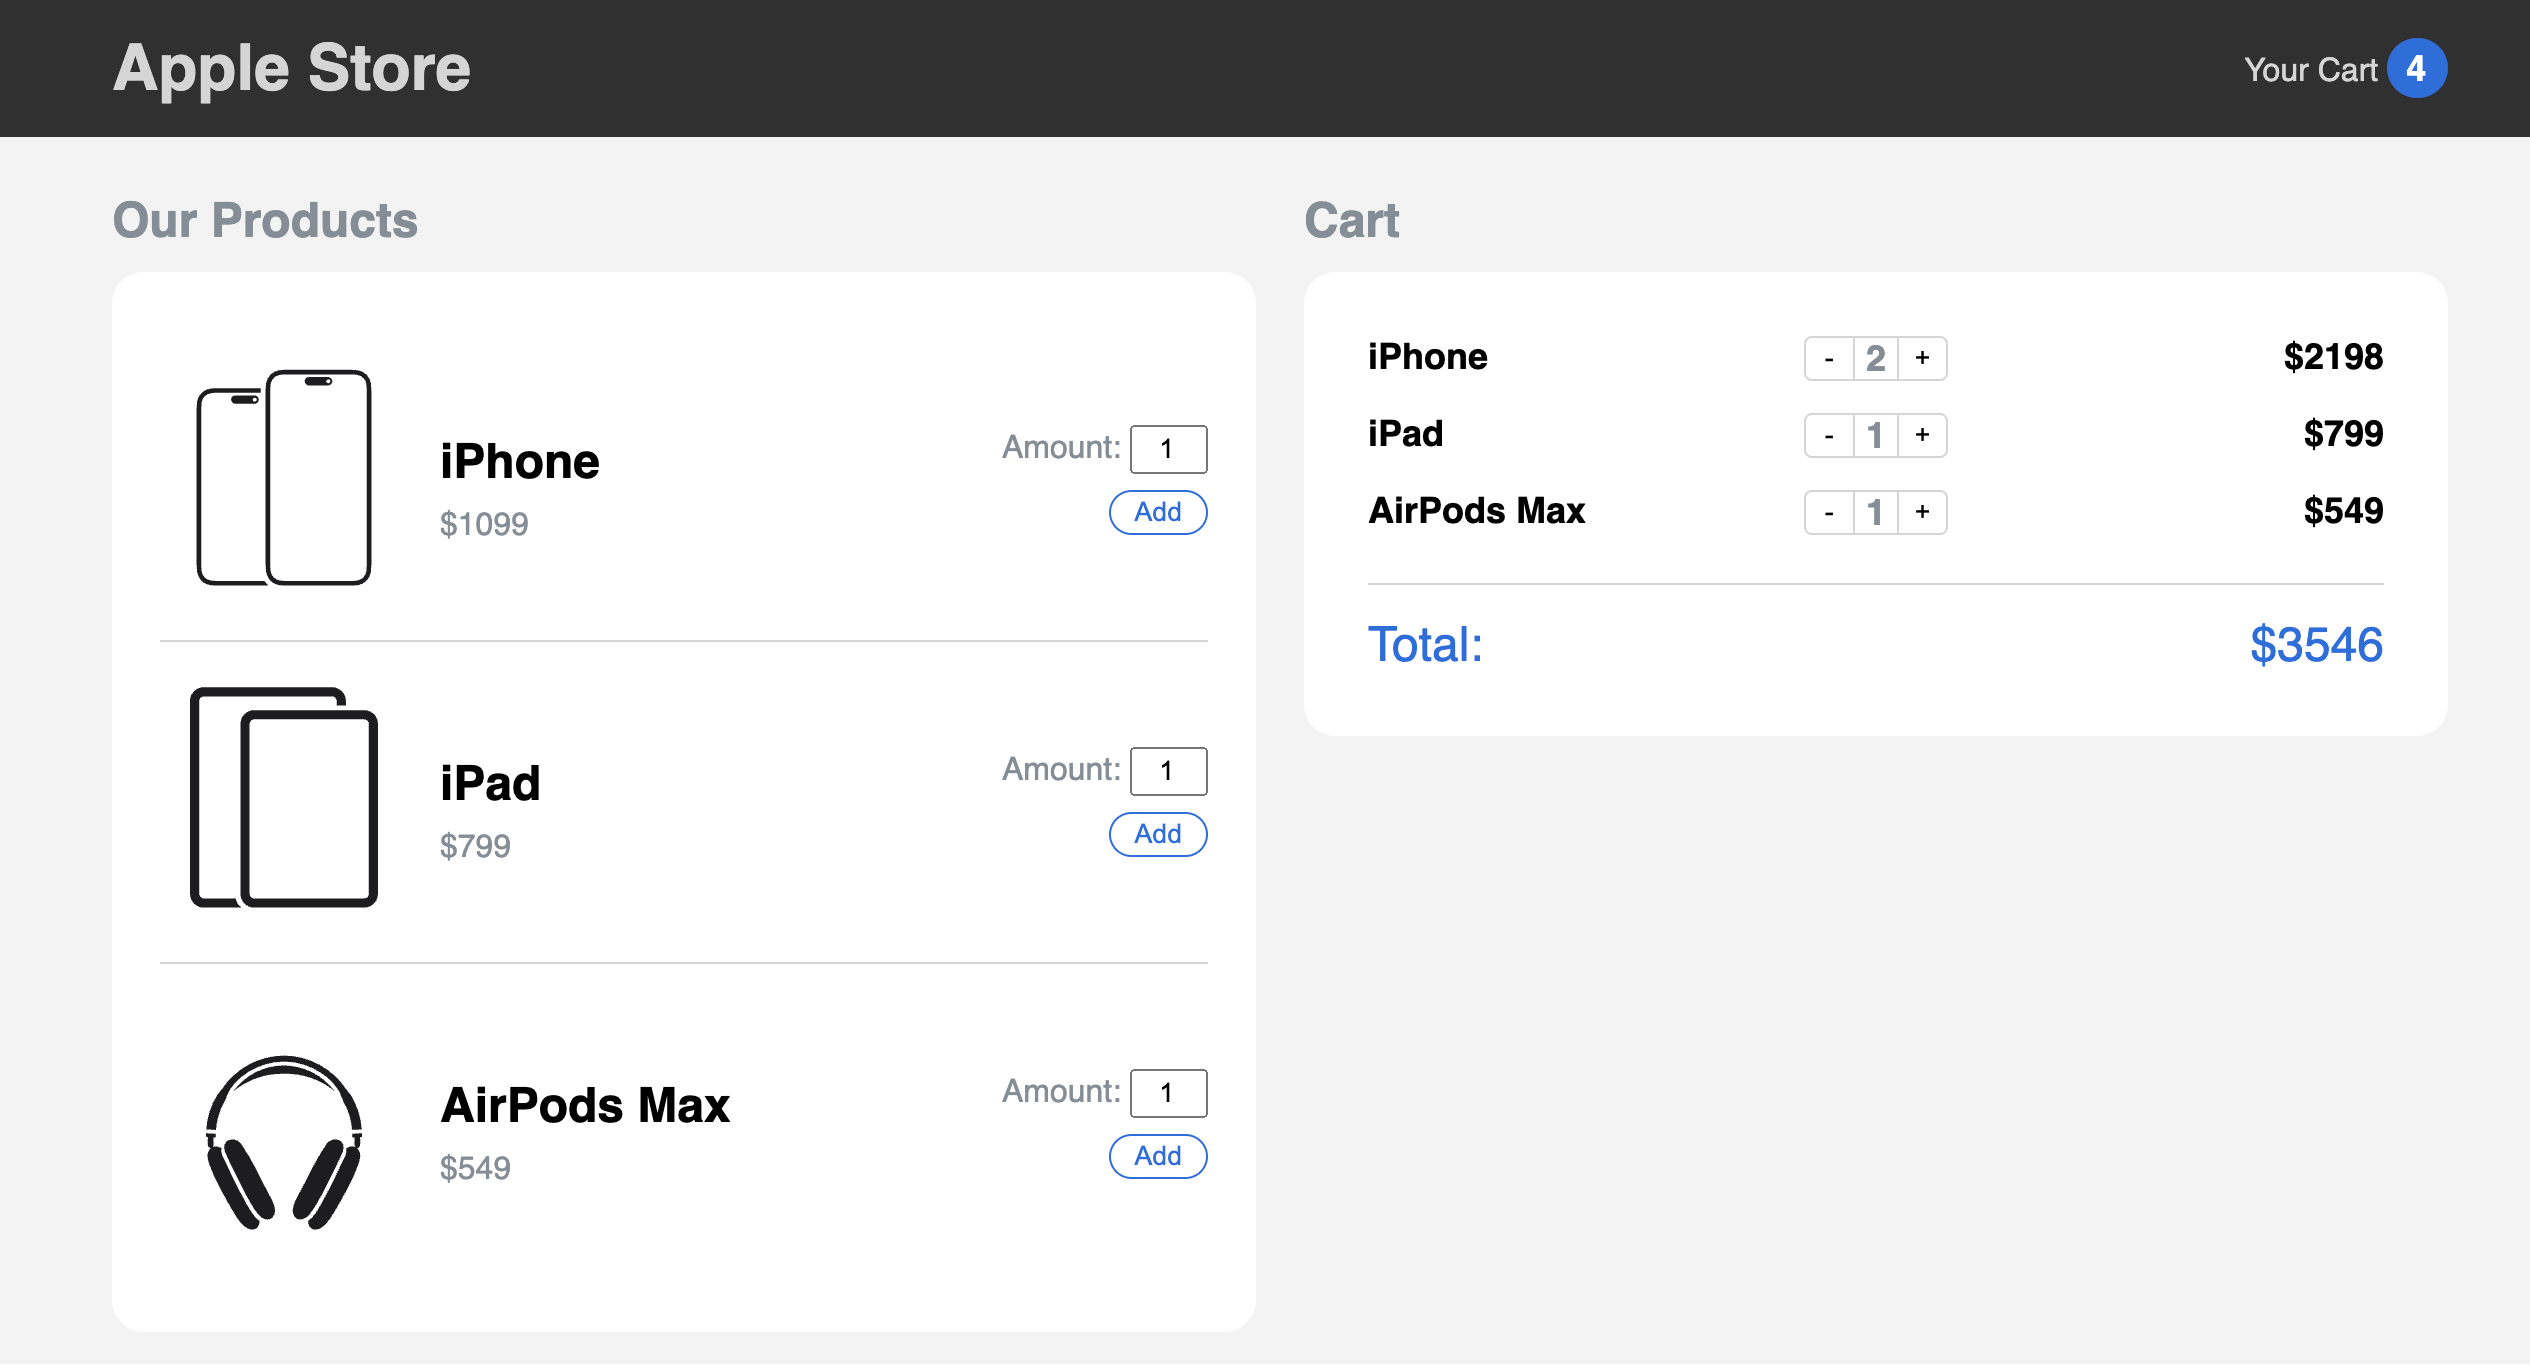 Apple Store
Your Cart 4
Our Products
iPhone
$1099
Amount: 1
Add
iPad
$799
Amount: 1
Add
AirPods Max
$549
Amount: 1
Add
Cart
iPhone - 2 + $2198
iPad - 1 + $799
AirPods Max - 1 + $549
Total: $3546